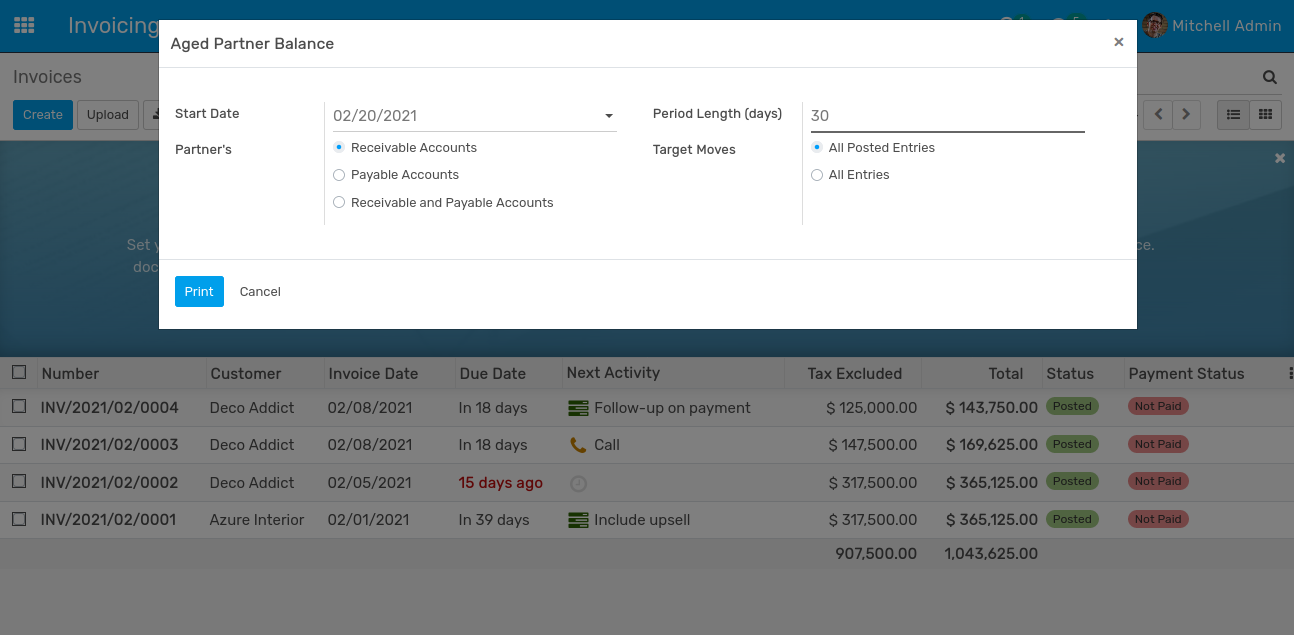 Invoicing
Mitchell Admin
Aged Partner Balance
×
Invoices
Create
Upload
Start Date
02/20/2021
Period Length (days)
30
Partner's
Receivable Accounts
Payable Accounts
Receivable and Payable Accounts
Target Moves
All Posted Entries
All Entries
Set
ce.
doc
Print
Cancel
Number Customer Invoice Date Due Date Next Activity Tax Excluded Total Status Payment Status
INV/2021/02/0004 Deco Addict 02/08/2021 In 18 days Follow-up on payment $ 125,000.00 $ 143,750.00 Posted Not Paid
INV/2021/02/0003 Deco Addict 02/08/2021 In 18 days Call $ 147,500.00 $ 169,625.00 Posted Not Paid
INV/2021/02/0002 Deco Addict 02/05/2021 15 days ago $ 317,500.00 $ 365,125.00 Posted Not Paid
INV/2021/02/0001 Azure Interior 02/01/2021 In 39 days Include upsell $ 317,500.00 $ 365,125.00 Posted Not Paid
907,500.00 1,043,625.00